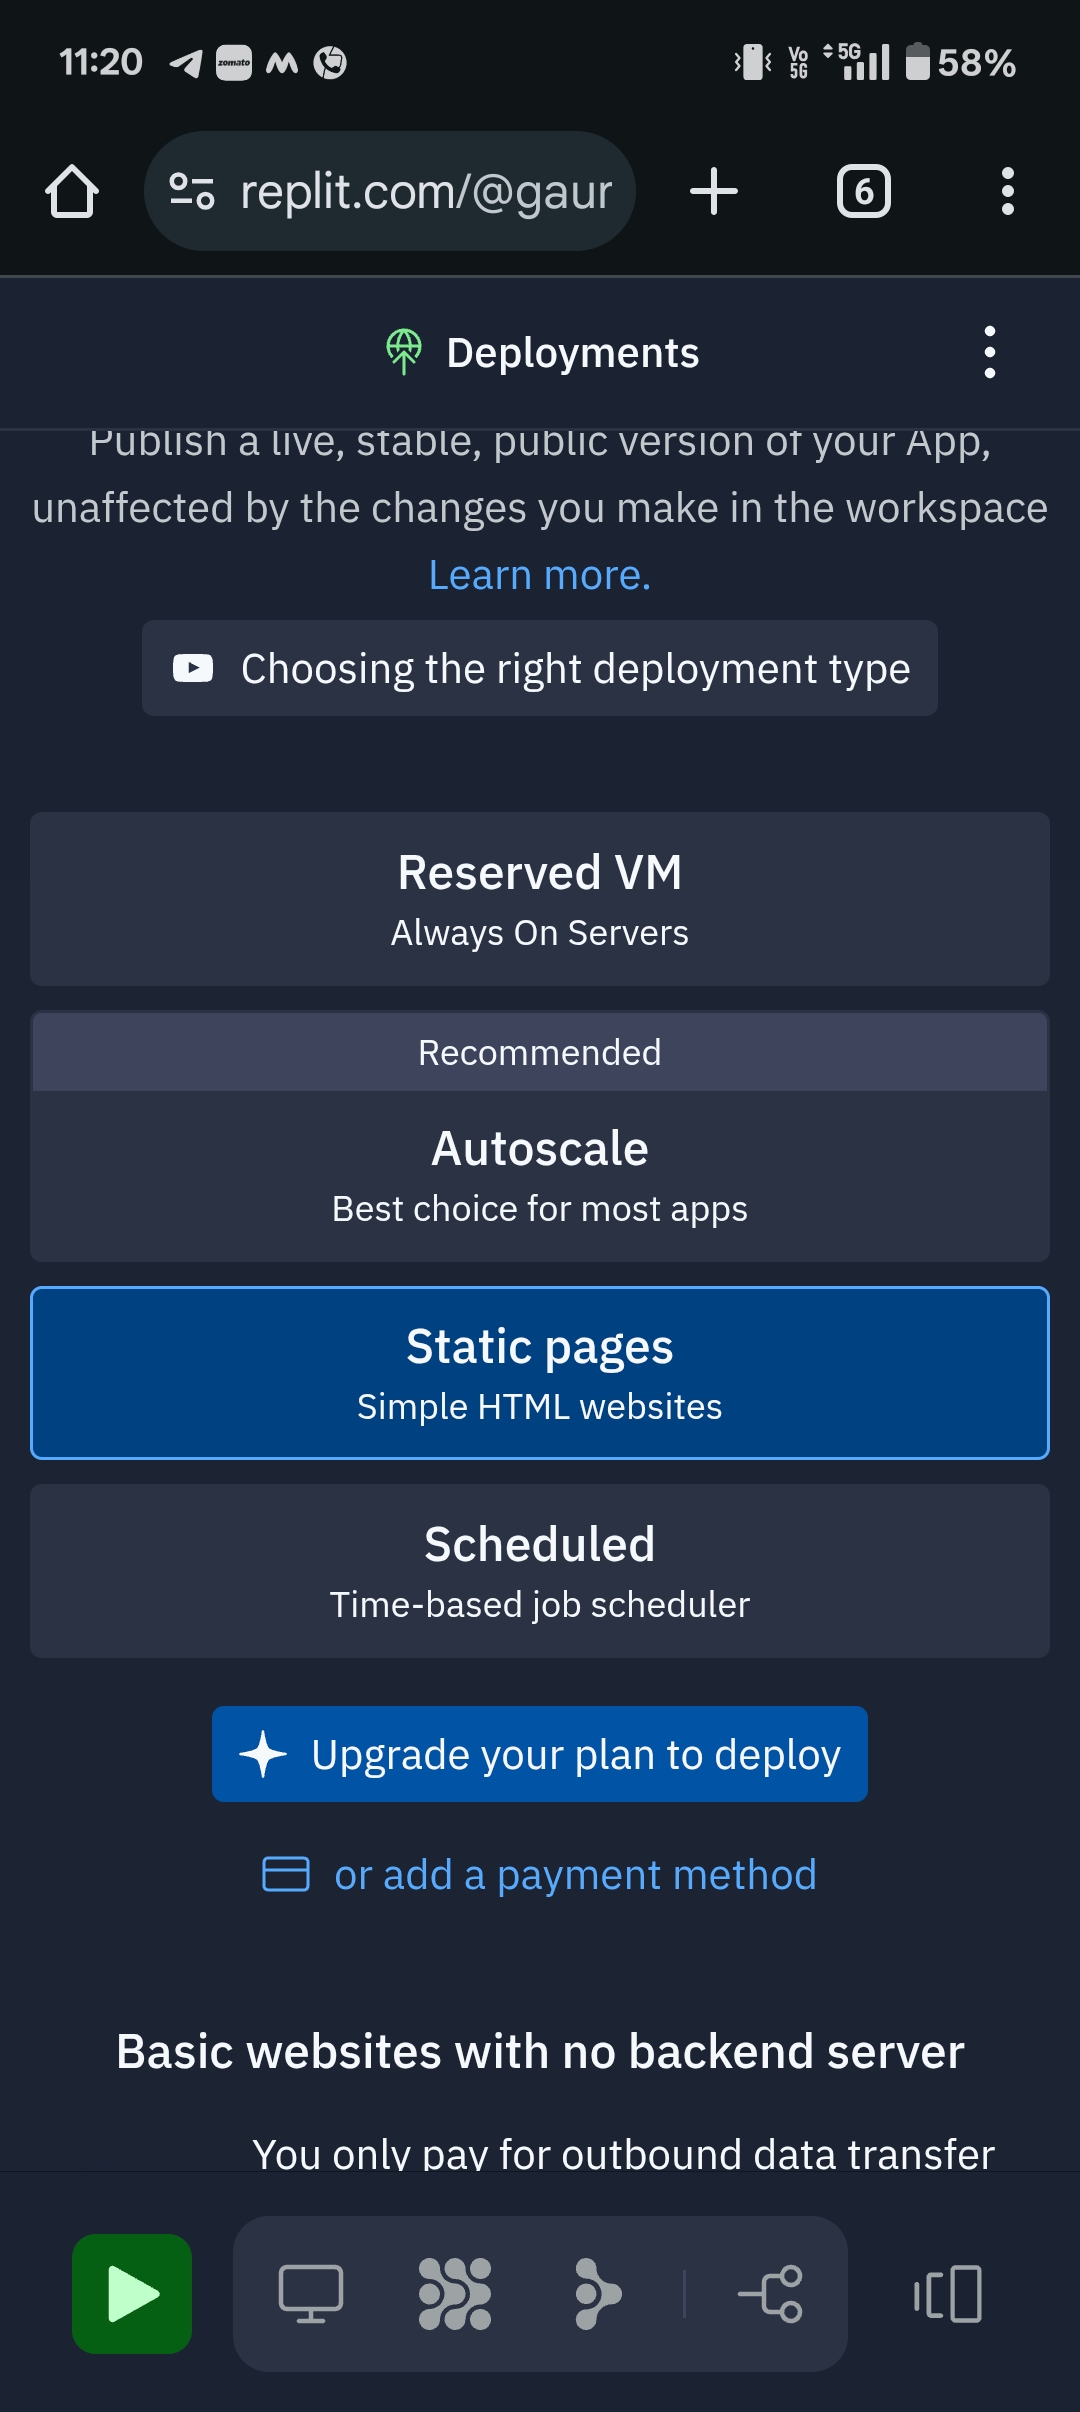 11:20 zomato Vo 5G 5G 58%
replit.com/@gaur 6
Deployments
Publish a live, stable, public version of your App,
unaffected by the changes you make in the workspace
Learn more.
Choosing the right deployment type
Reserved VM
Always On Servers
Recommended
Autoscale
Best choice for most apps
Static pages
Simple HTML websites
Scheduled
Time-based job scheduler
Upgrade your plan to deploy
or add a payment method
Basic websites with no backend server
You only pay for outbound data transfer